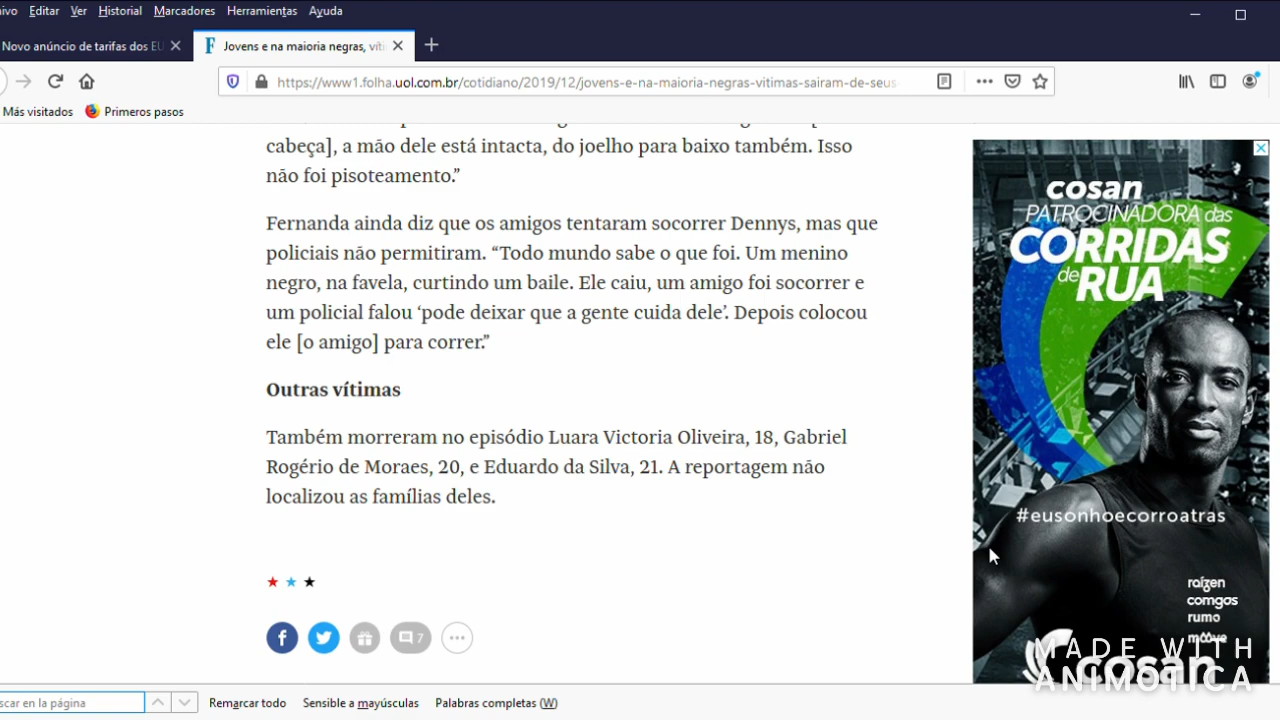 Editar Ver Historial Marcadores Herramientas Ayuda
Novo anúncio de tarifas dos EU
Jovens e na maioria negras, víti
https://www1.folha.uol.com.br/cotidiano/2019/12/jovens-e-na-maioria-negras-vitimas-sairam-de-seus-
Más visitados Primeros pasos
cabeça], a mão dele está intacta, do joelho para baixo também. Isso
não foi pisoteamento.”
Fernanda ainda diz que os amigos tentaram socorrer Dennys, mas que
policiais não permitiram. “Todo mundo sabe o que foi. Um menino
negro, na favela, curtindo um baile. Ele caiu, um amigo foi socorrer e
um policial falou ‘pode deixar que a gente cuida dele’. Depois colocou
ele [o amigo] para correr.”
Outras vítimas
Também morreram no episódio Luara Victoria Oliveira, 18, Gabriel
Rogério de Moraes, 20, e Eduardo da Silva, 21. A reportagem não
localizou as famílias deles.
7
cosan
PATROCINADORA das
CORRIDAS
de RUA
#eusonhoecorroatras
raízen
comgas
rumo
moove
cosan
MADE WITH
ANIMOTICA
scar en la página Remarcar todo Sensible a mayúsculas Palabras completas (W)